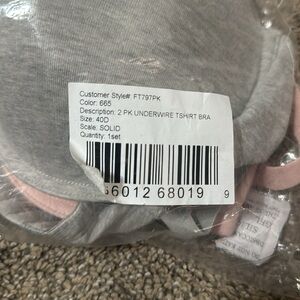 Customer Style#: FT797PK
Color: 665
Description: 2 PK UNDERWIRE TSHIRT BRA
Size: 40D
Scale: SOLID
Quantity: 1set
66012 68019 9